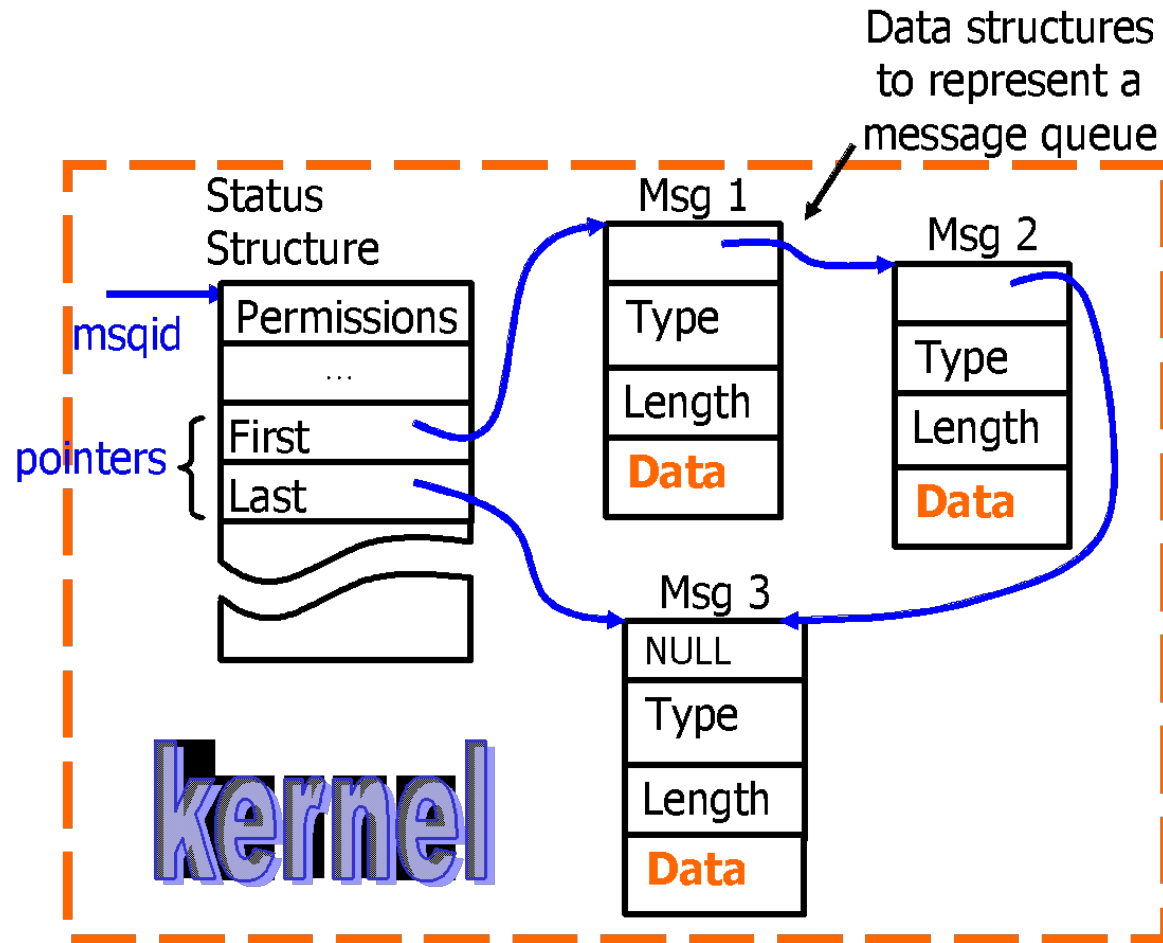 Data structures
to represent a
message queue
Status
Structure
msqid
Permissions
...
pointers
First
Last
Msg 1
Type
Length
Data
Msg 2
Type
Length
Data
Msg 3
NULL
Type
Length
Data
kernel